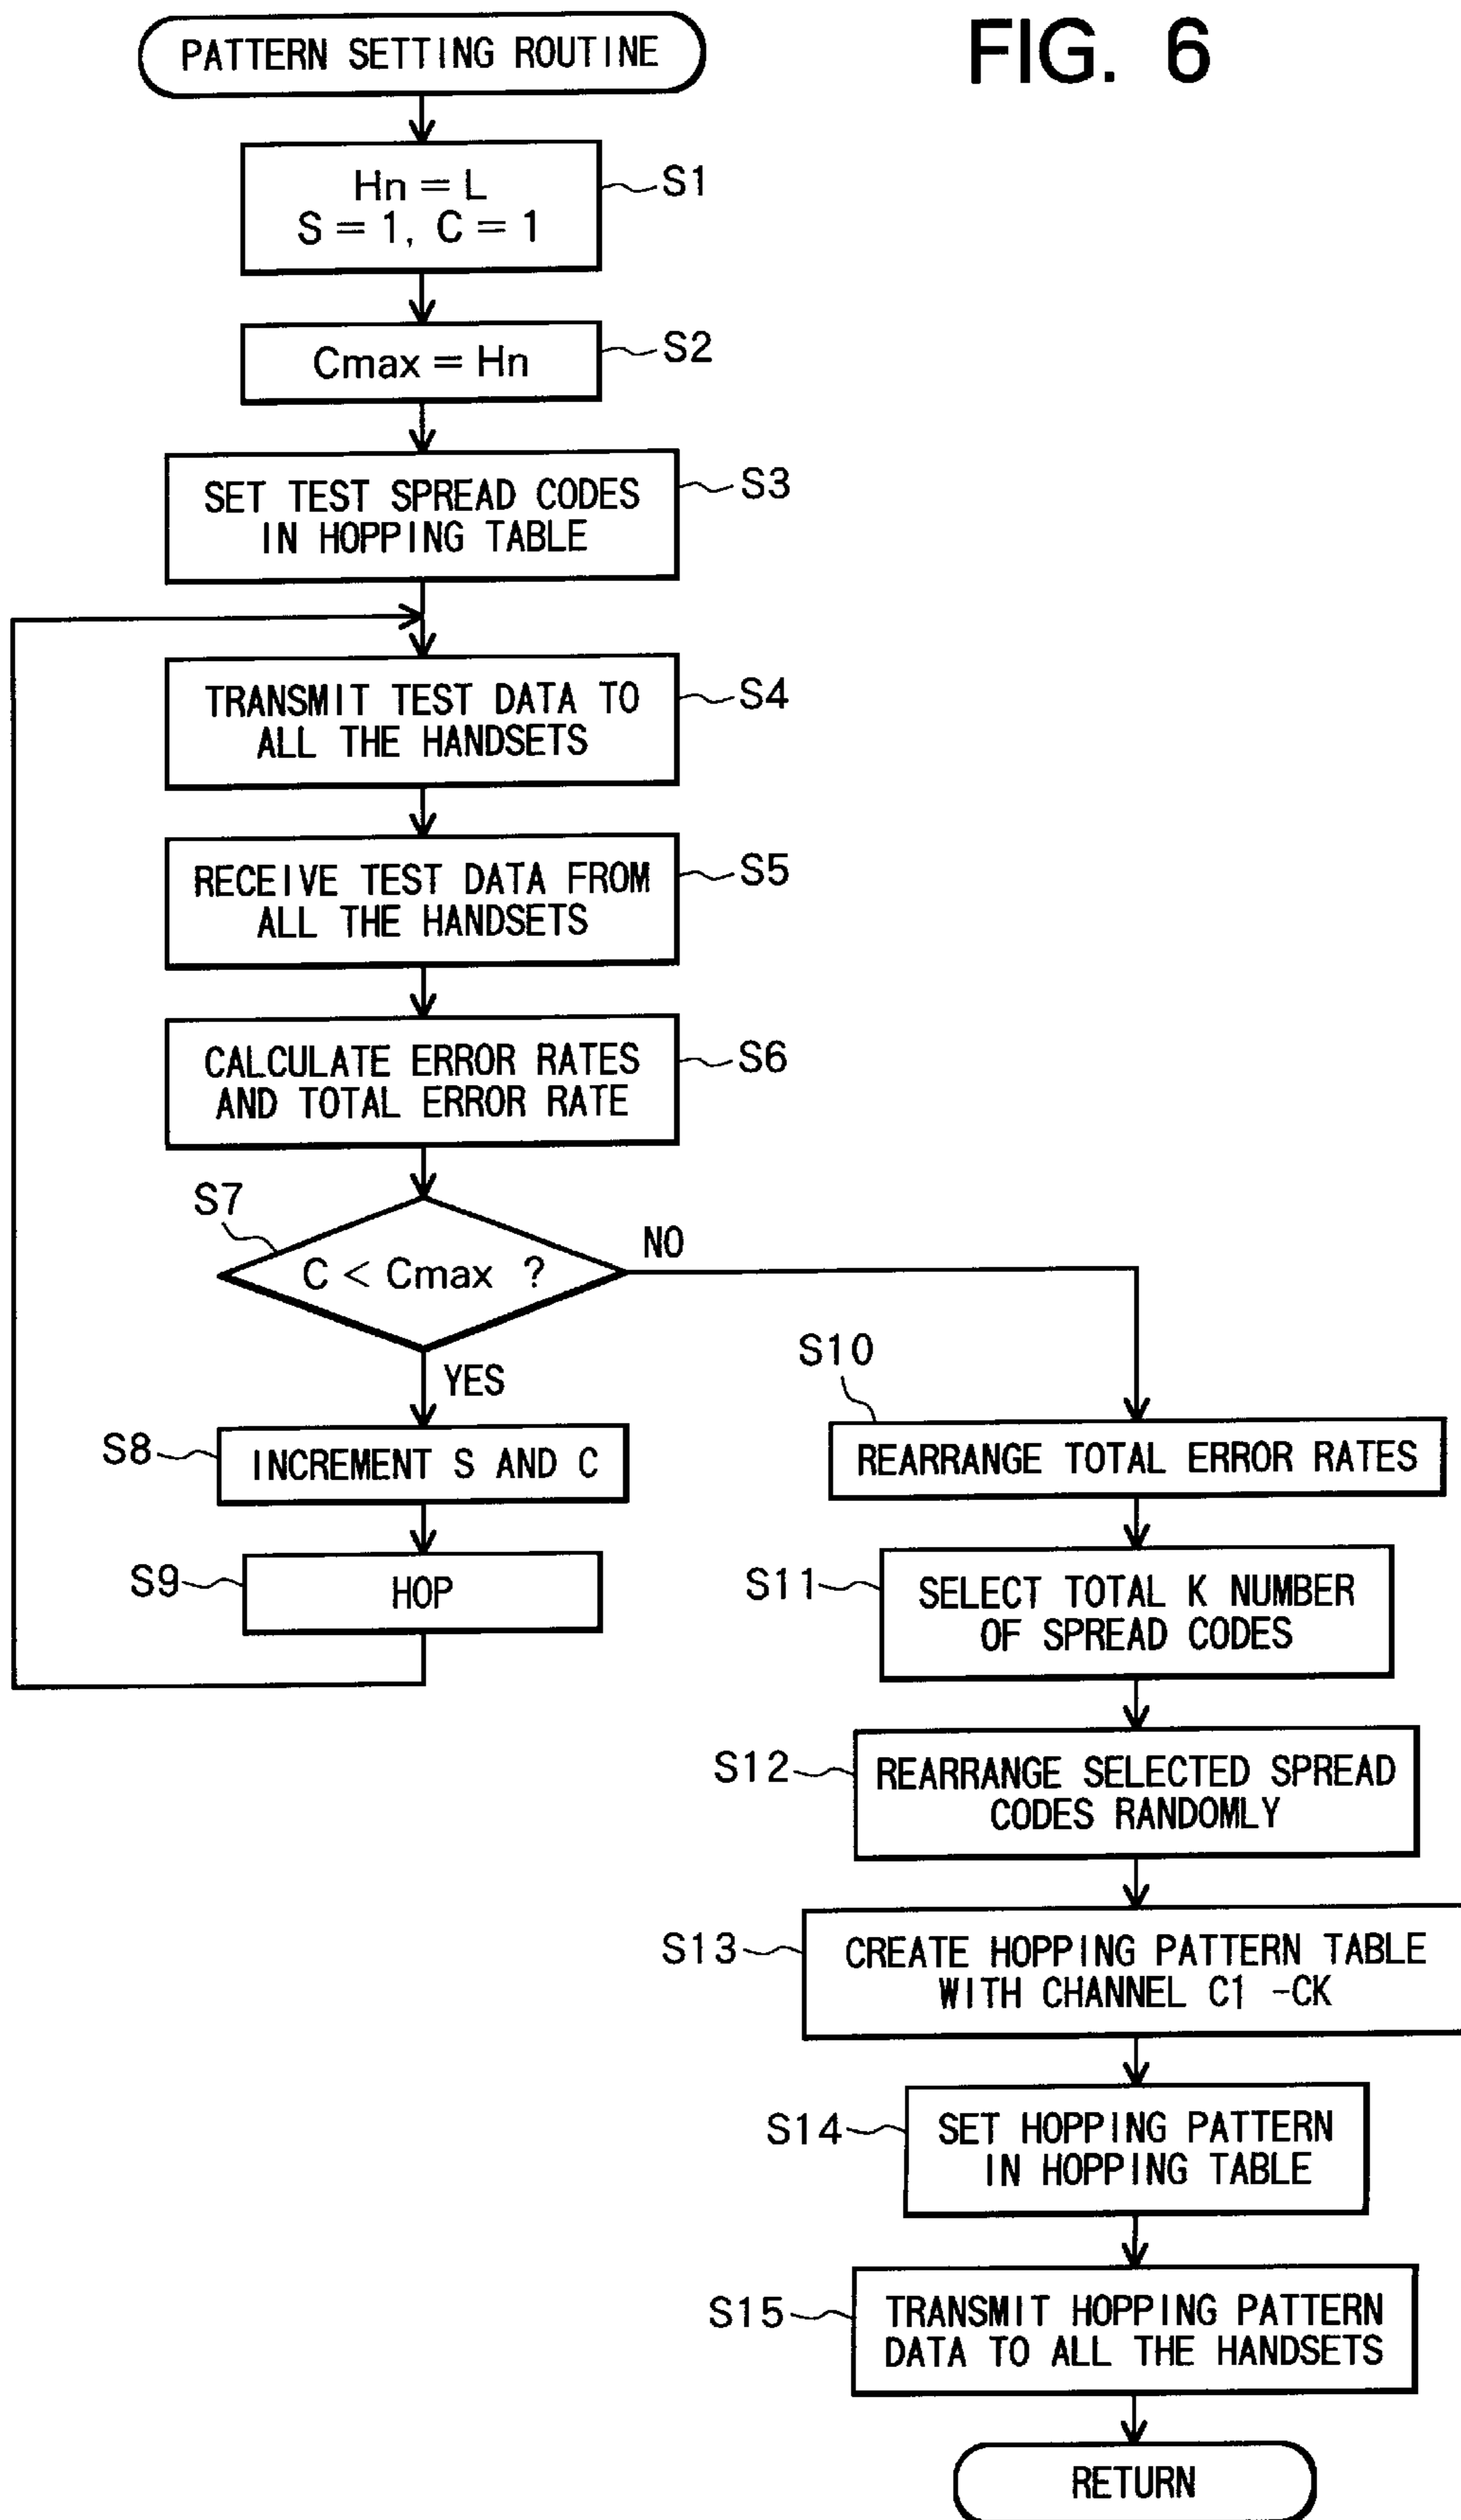 FIG. 6
PATTERN SETTING ROUTINE
Hn = L
S = 1, C = 1
S1
Cmax = Hn
S2
SET TEST SPREAD CODES
IN HOPPING TABLE
S3
TRANSMIT TEST DATA TO
ALL THE HANDSETS
S4
RECEIVE TEST DATA FROM
ALL THE HANDSETS
S5
CALCULATE ERROR RATES
AND TOTAL ERROR RATE
S6
S7
C < Cmax ?
NO
YES
S8
INCREMENT S AND C
S9
HOP
S10
REARRANGE TOTAL ERROR RATES
S11
SELECT TOTAL K NUMBER
OF SPREAD CODES
S12
REARRANGE SELECTED SPREAD
CODES RANDOMLY
S13
CREATE HOPPING PATTERN TABLE
WITH CHANNEL C1 -CK
S14
SET HOPPING PATTERN
IN HOPPING TABLE
S15
TRANSMIT HOPPING PATTERN
DATA TO ALL THE HANDSETS
RETURN